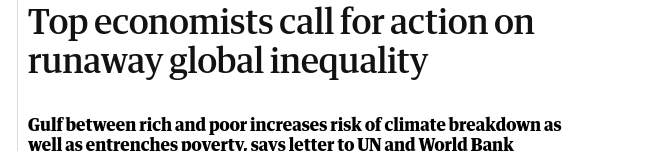 Top economists call for action on
runaway global inequality
Gulf between rich and poor increases risk of climate breakdown as
well as entrenches poverty, says letter to UN and World Bank